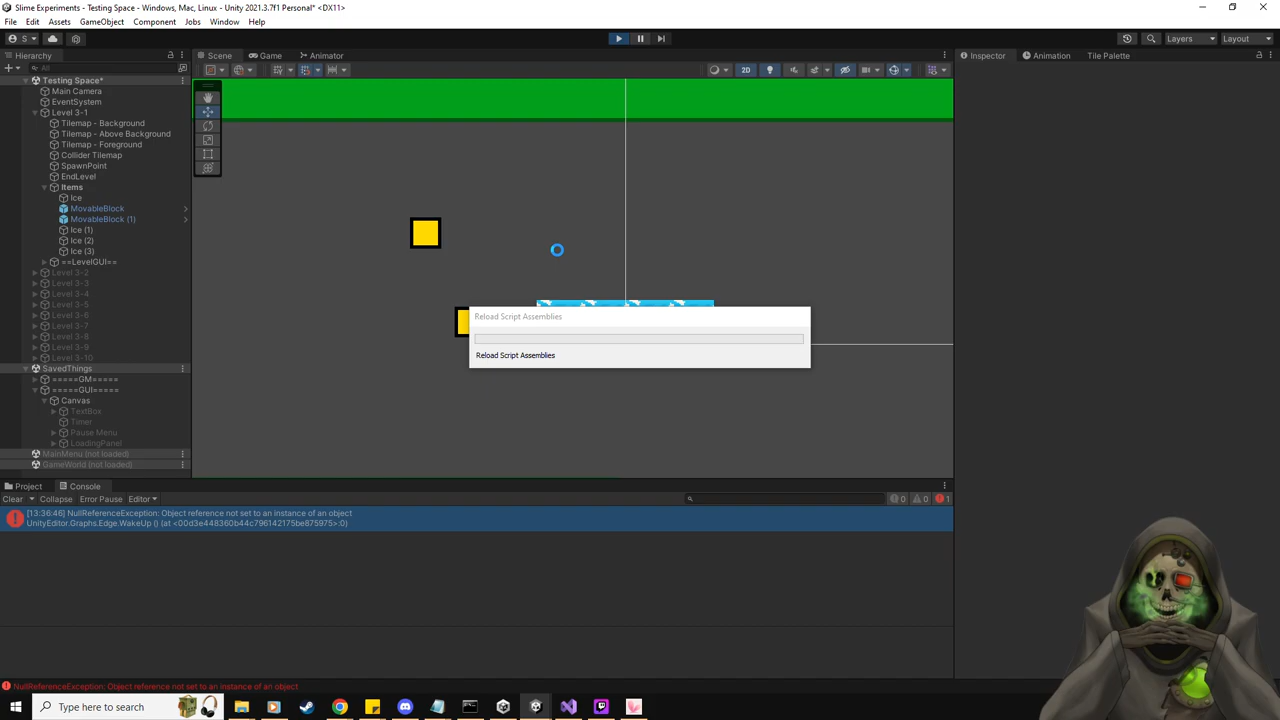 Slime Experiments - Testing Space - Windows, Mac, Linux - Unity 2021.3.7f1 Personal* <DX11>
File Edit Assets GameObject Component Jobs Window Help
S Layers Layout
Hierarchy Scene Game Animator Inspector Animation Tile Palette
All 2D
Testing Space*
Main Camera
EventSystem
Level 3-1
Tilemap - Background
Tilemap - Above Background
Tilemap - Foreground
Collider Tilemap
SpawnPoint
EndLevel
Items
Ice
MovableBlock
MovableBlock (1)
Ice (1)
Ice (2)
Ice (3)
==LevelGUI==
Level 3-2
Level 3-3
Level 3-4
Level 3-5
Level 3-6
Level 3-7
Level 3-8
Level 3-9
Level 3-10
SavedThings
=====GM=====
=====GUI=====
Canvas
TextBox
Timer
Pause Menu
LoadingPanel
MainMenu (not loaded)
GameWorld (not loaded)
Reload Script Assemblies
Reload Script Assemblies
Project Console
Clear Collapse Error Pause Editor 0 0 1
[13:36:46] NullReferenceException: Object reference not set to an instance of an object
UnityEditor.Graphs.Edge.WakeUp () (at <00d3e448360b44c796142175be875975>:0)
NullReferenceException: Object reference not set to an instance of an object
Type here to search